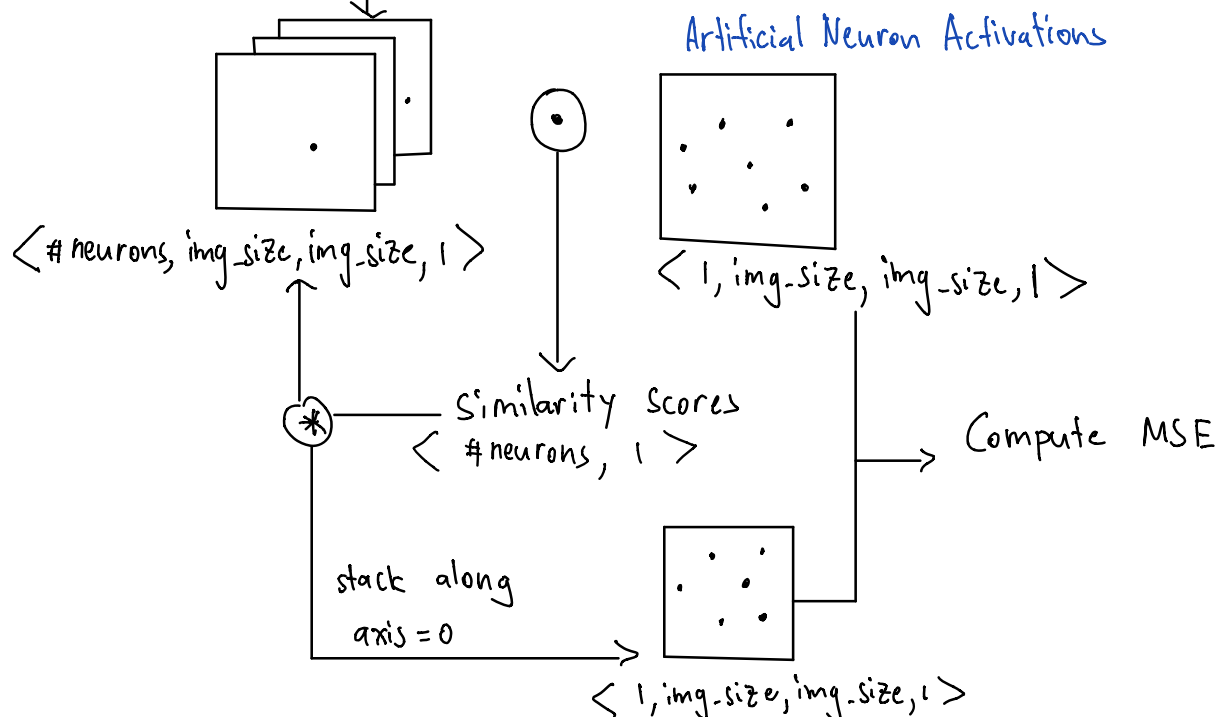 Artificial Neuron Activations
< # neurons, img_size, img_size, 1 >
< 1, img_size, img_size, 1 >
*
Similarity Scores
< # neurons, 1 >
Compute MSE
stack along
axis = 0
< 1, img_size, img_size, 1 >